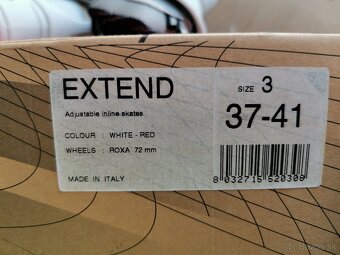 EXTEND
SIZE 3
Adjustable inline skates
37-41
COLOUR : WHITE - RED
WHEELS : ROXA 72 mm
MADE IN ITALY
8 032715 520309